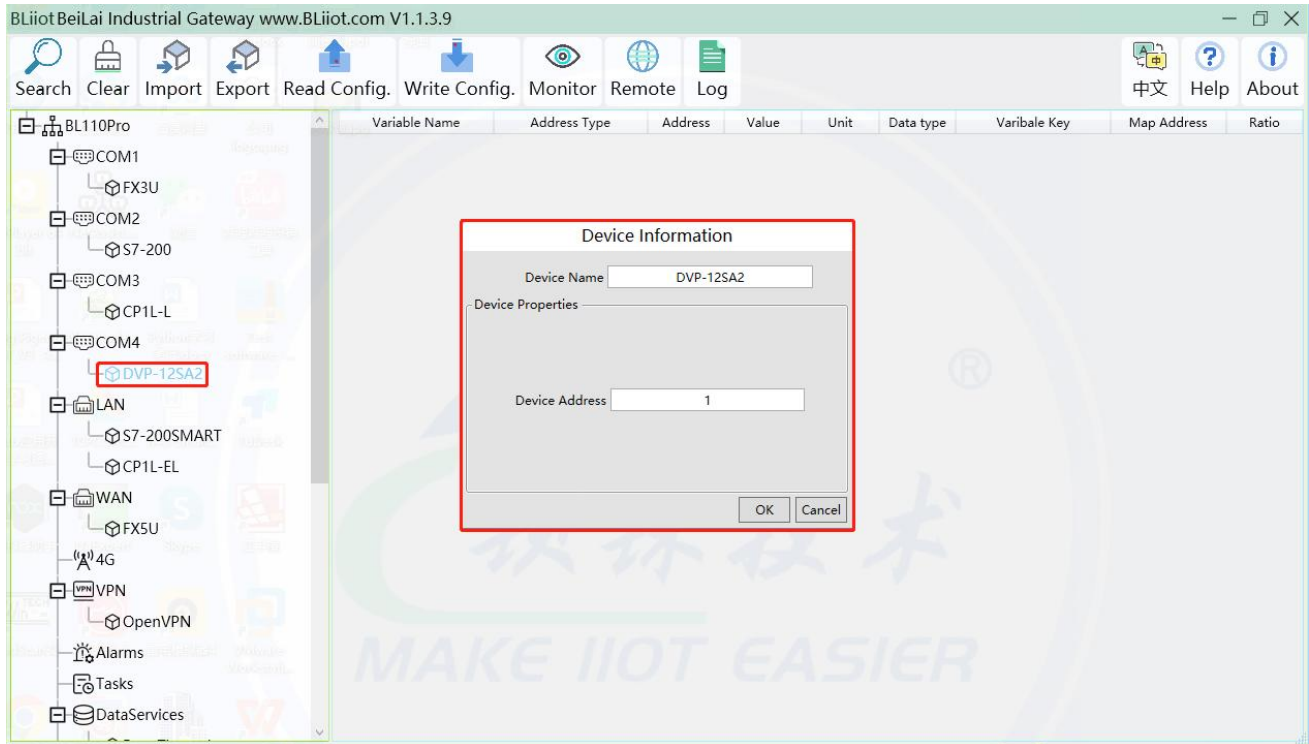 BLiiot BeiLai Industrial Gateway www.BLiiot.com V1.1.3.9
Search Clear Import Export Read Config. Write Config. Monitor Remote Log 中文 Help About
BL110Pro
COM1
FX3U
COM2
S7-200
COM3
CP1L-L
COM4
DVP-12SA2
LAN
S7-200SMART
CP1L-EL
WAN
FX5U
4G
VPN
OpenVPN
Alarms
Tasks
DataServices
Variable Name Address Type Address Value Unit Data type Varibale Key Map Address Ratio
Device Information
Device Name DVP-12SA2
Device Properties
Device Address 1
OK Cancel
®
技术
MAKE IIOT EASIER